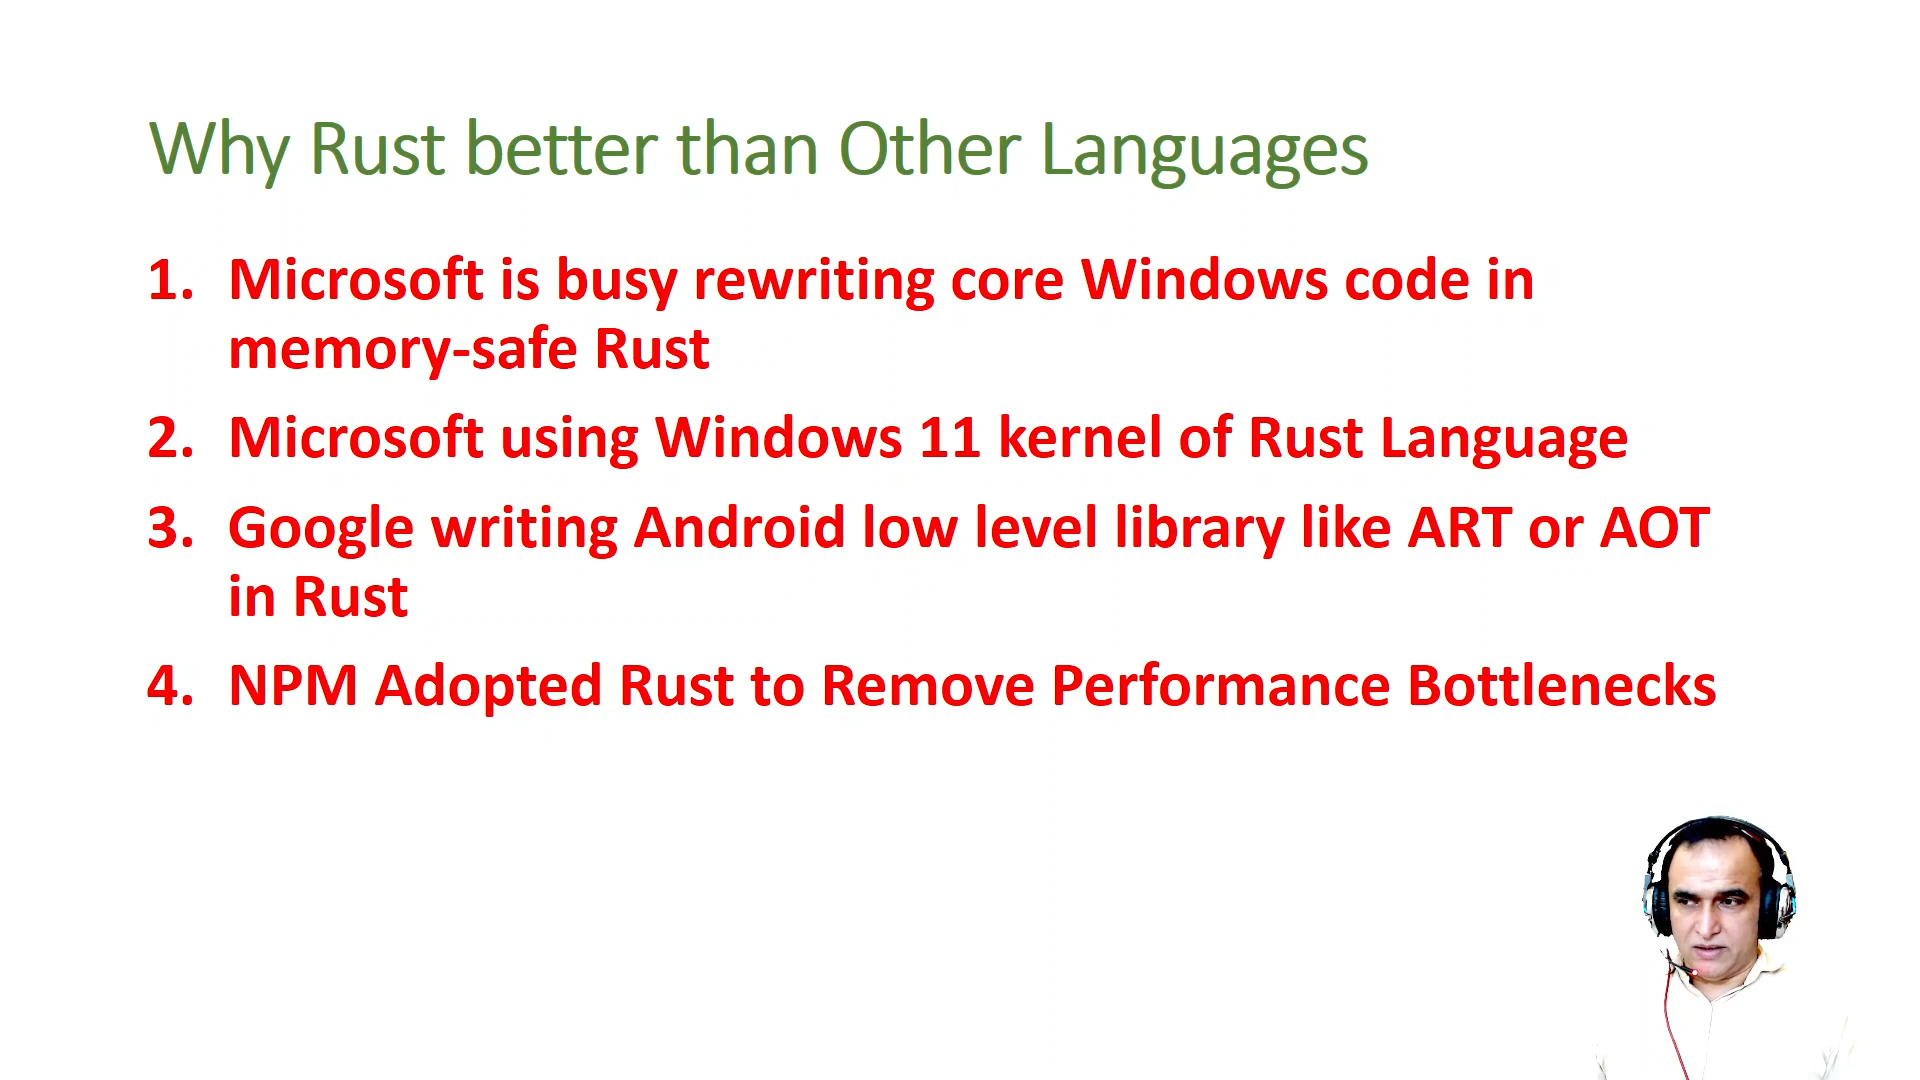 Why Rust better than Other Languages
1. Microsoft is busy rewriting core Windows code in
memory-safe Rust
2. Microsoft using Windows 11 kernel of Rust Language
3. Google writing Android low level library like ART or AOT
in Rust
4. NPM Adopted Rust to Remove Performance Bottlenecks